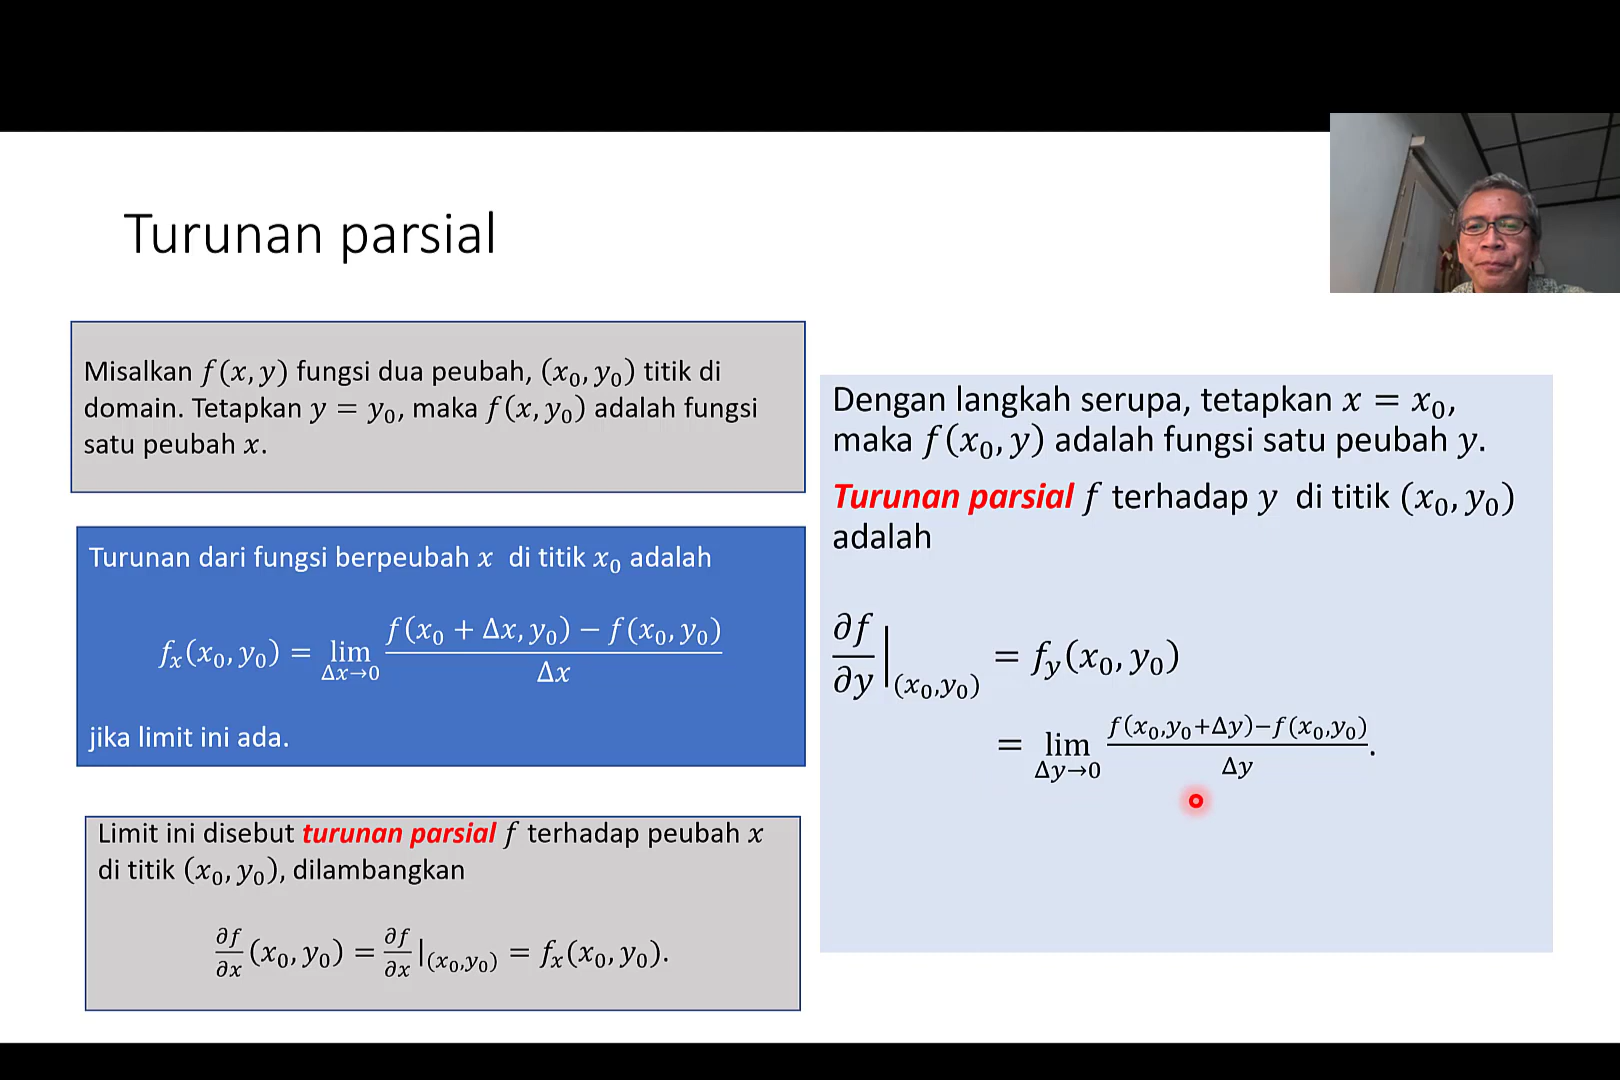 Turunan parsial
Misalkan f(x, y) fungsi dua peubah, (x₀, y₀) titik di
domain. Tetapkan y = y₀, maka f(x, y₀) adalah fungsi
satu peubah x.
Turunan dari fungsi berpeubah x di titik x₀ adalah
fₓ(x₀, y₀) = lim_{Δx→0} \frac{f(x₀ + Δx, y₀) − f(x₀, y₀)}{Δx}
jika limit ini ada.
Limit ini disebut turunan parsial f terhadap peubah x
di titik (x₀, y₀), dilambangkan
\frac{∂f}{∂x}(x₀, y₀) = \frac{∂f}{∂x}|_{(x₀,y₀)} = fₓ(x₀, y₀).
Dengan langkah serupa, tetapkan x = x₀,
maka f(x₀, y) adalah fungsi satu peubah y.
Turunan parsial f terhadap y di titik (x₀, y₀)
adalah
\frac{∂f}{∂y}|_{(x₀,y₀)} = f_y(x₀, y₀)
= lim_{Δy→0} \frac{f(x₀,y₀+Δy)−f(x₀,y₀)}{Δy}.